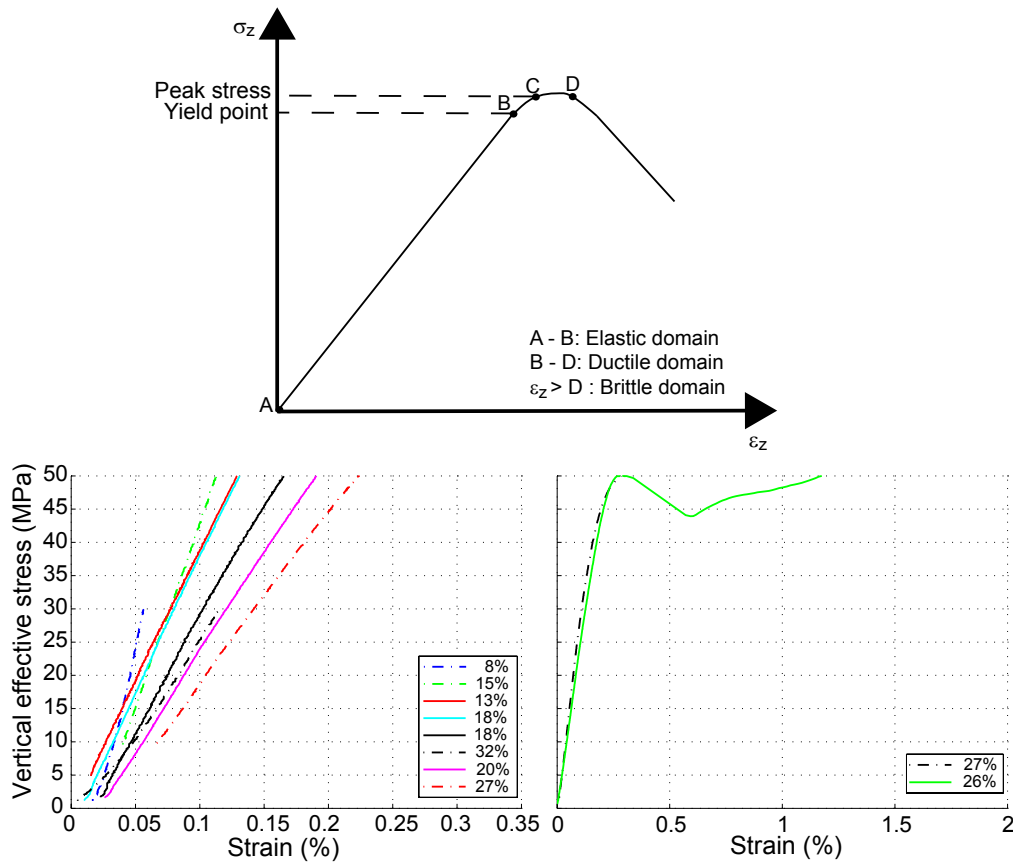 σz
Peak stress
Yield point
B
C
D
A
A - B: Elastic domain
B - D: Ductile domain
εz > D : Brittle domain
εz
Vertical effective stress (MPa)
50
45
40
35
30
25
20
15
10
5
0
0 0.05 0.1 0.15 0.2 0.25 0.3 0.35
Strain (%)
8%
15%
13%
18%
18%
32%
20%
27%
0 0.5 1 1.5 2
Strain (%)
27%
26%